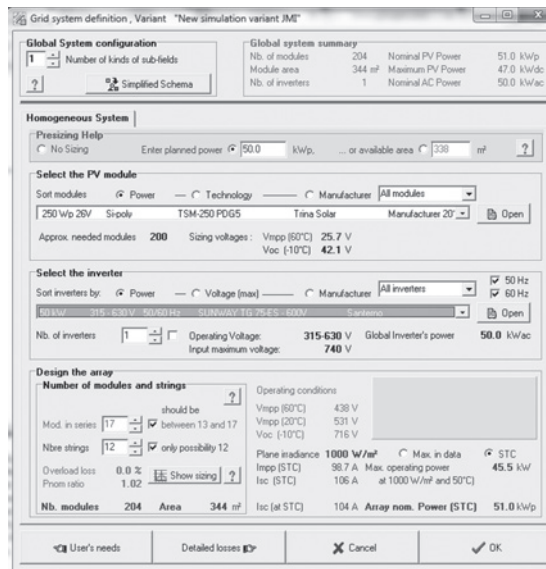 Grid system definition, Variant "New simulation variant JMI"
Global System configuration
1 Number of kinds of sub-fields
? Simplified Schema
Global system summary
Nb. of modules 204 Nominal PV Power 51.0 kWp
Module area 344 m² Maximum PV Power 47.0 kWdc
Nb. of inverters 1 Nominal AC Power 50.0 kWac
Homogeneous System
Presizing Help
No Sizing Enter planned power 50.0 kWp, ... or available area 338 m² ?
Select the PV module
Sort modules Power Technology Manufacturer All modules
250 Wp 26V Si-poly TSM-250 PDG5 Trina Solar Manufacturer 20 Open
Approx. needed modules 200 Sizing voltages : Vmpp (60°C) 25.7 V
Voc (-10°C) 42.1 V
Select the inverter
50 Hz
Sort inverters by: Power Voltage (max) Manufacturer All inverters 60 Hz
50 kW 315 - 630 V 50/60 Hz SUNWAY TG 75-ES - 600V Santerno Open
Nb. of inverters 1 Operating Voltage: 315-630 V Global Inverter's power 50.0 kWac
Input maximum voltage: 740 V
Design the array
Number of modules and strings
?
should be
Mod. in series 17 between 13 and 17
Nbre strings 12 only possibility 12
Overload loss 0.0 %
Pnom ratio 1.02
Show sizing ?
Nb. modules 204 Area 344 m²
Operating conditions
Vmpp (60°C) 438 V
Vmpp (20°C) 531 V
Voc (-10°C) 716 V
Plane irradiance 1000 W/m² Max. in data STC
Impp (STC) 98.7 A Max. operating power 45.5 kW
Isc (STC) 106 A at 1000 W/m² and 50°C)
Isc (at STC) 104 A Array nom. Power (STC) 51.0 kWp
User's needs Detailed losses Cancel OK